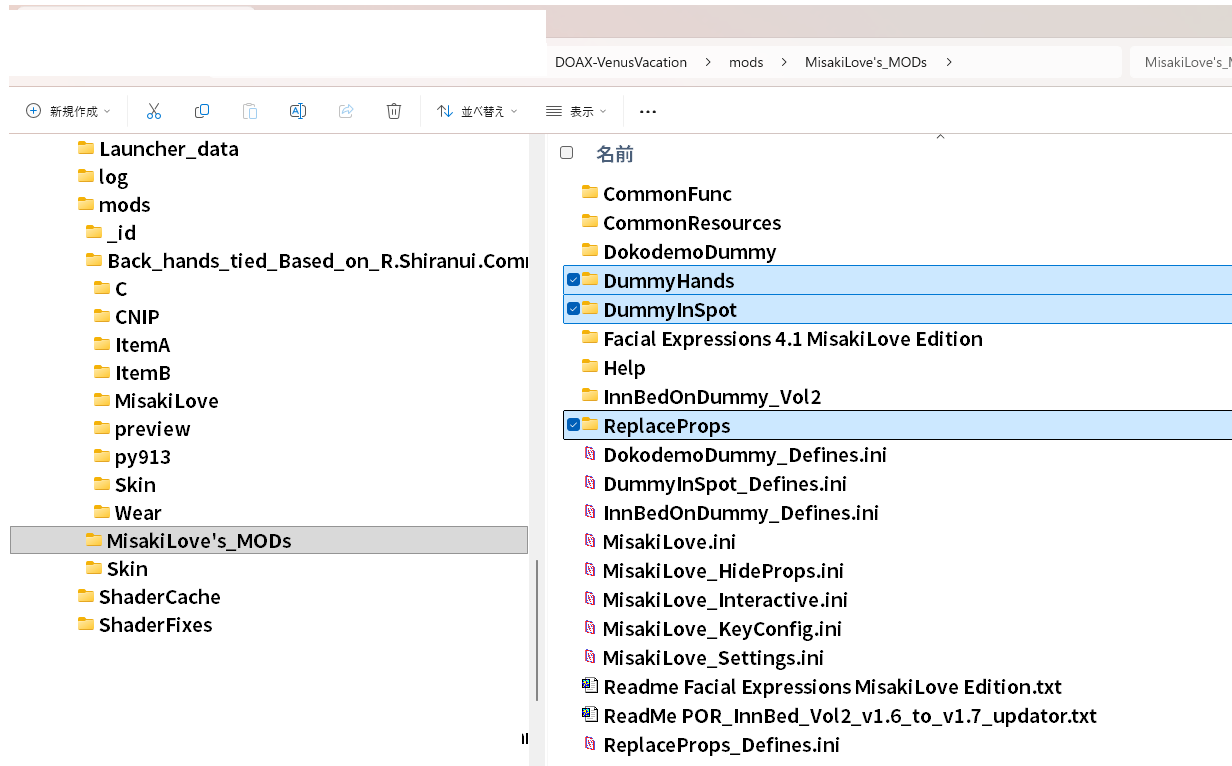 DOAX-VenusVacation > mods > MisakiLove's_MODs >
新規作成 並べ替え 表示 ...
Launcher_data
log
mods
_id
Back_hands_tied_Based_on_R.Shiranui.Com
C
CNIP
ItemA
ItemB
MisakiLove
preview
py913
Skin
Wear
MisakiLove's_MODs
Skin
ShaderCache
ShaderFixes
名前
CommonFunc
CommonResources
DokodemoDummy
DummyHands
DummyInSpot
Facial Expressions 4.1 MisakiLove Edition
Help
InnBedOnDummy_Vol2
ReplaceProps
DokodemoDummy_Defines.ini
DummyInSpot_Defines.ini
InnBedOnDummy_Defines.ini
MisakiLove.ini
MisakiLove_HideProps.ini
MisakiLove_Interactive.ini
MisakiLove_KeyConfig.ini
MisakiLove_Settings.ini
Readme Facial Expressions MisakiLove Edition.txt
ReadMe POR_InnBed_Vol2_v1.6_to_v1.7_updator.txt
ReplaceProps_Defines.ini